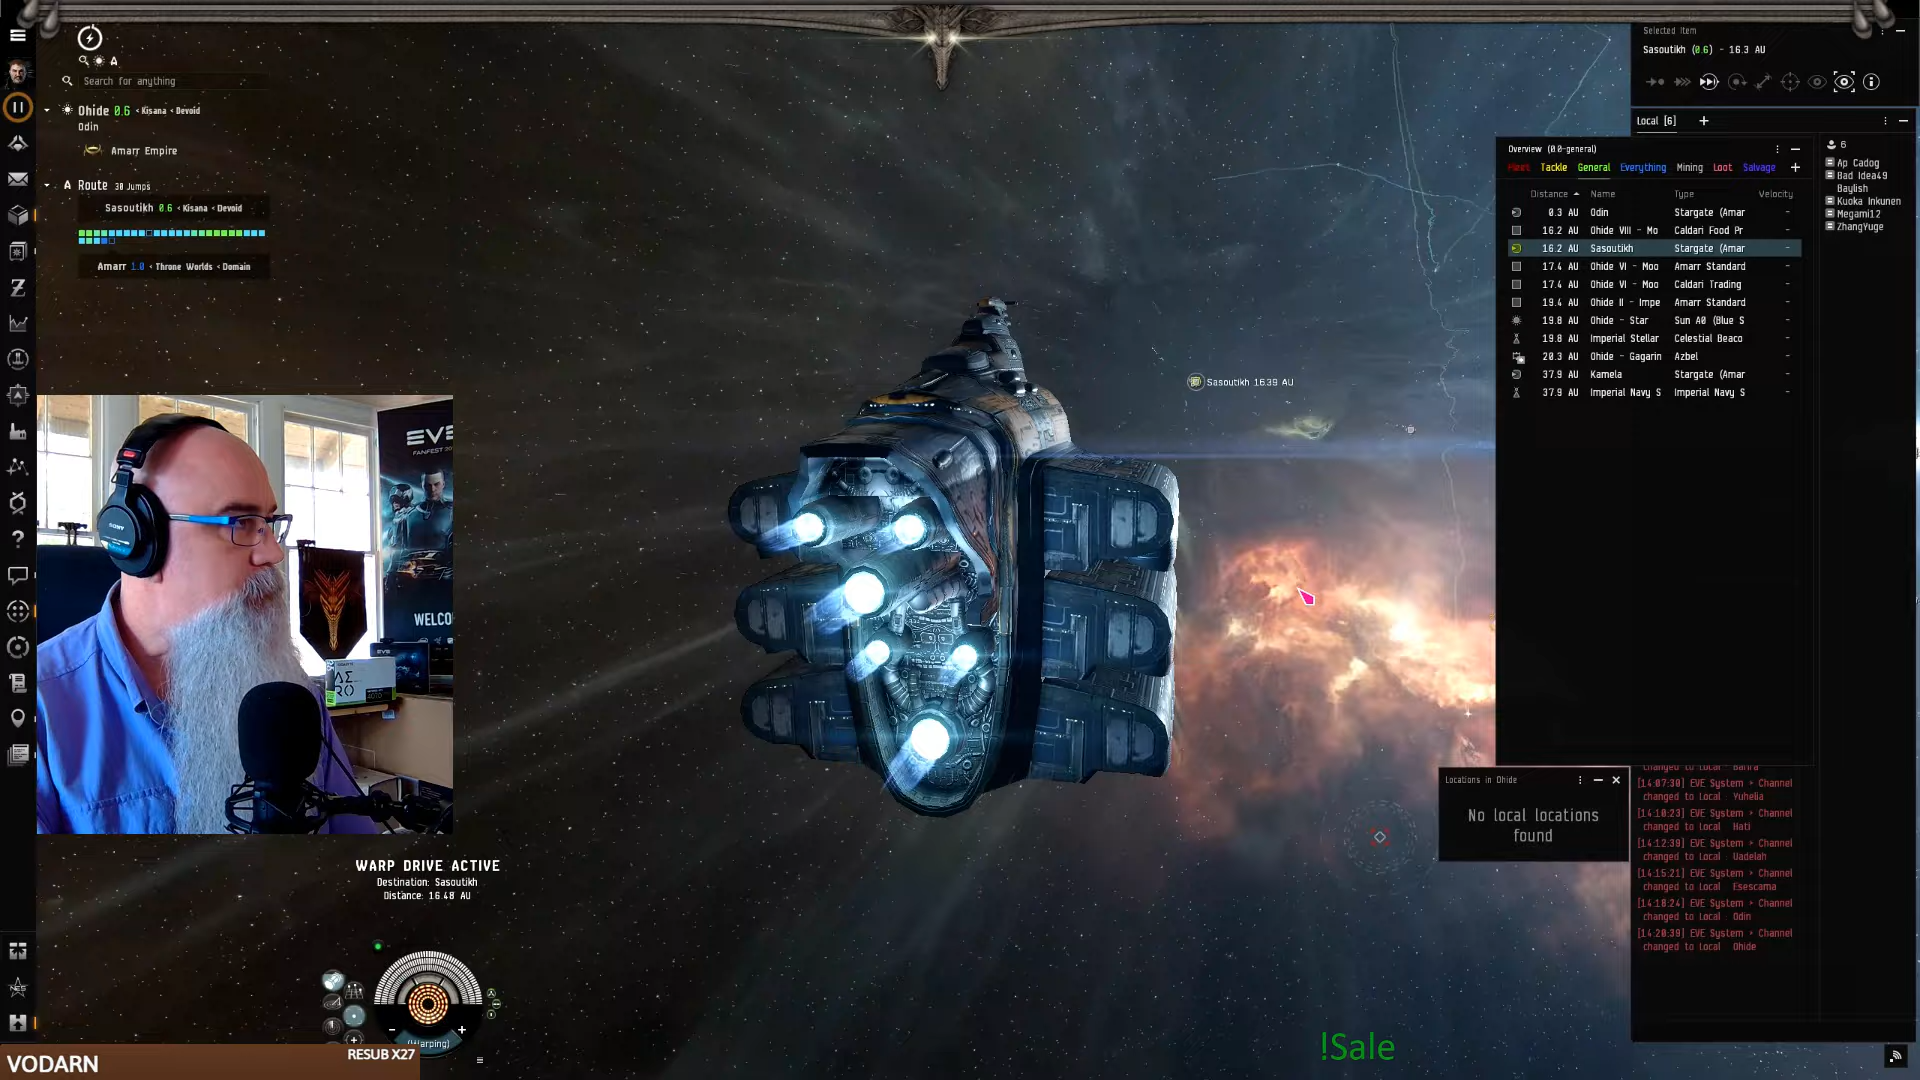 Search for anything
Ohide 0.6 ‹ Kisana ‹ Devoid
Odin
Amarr Empire
Route 30 Jumps
Sasoutikh 0.6 ‹ Kisana ‹ Devoid
Amarr 1.0 ‹ Throne Worlds ‹ Domain
Sasoutikh 16.39 AU
EVE
FANFEST
WELCO
SONY
AERO
WARP DRIVE ACTIVE
Destination: Sasoutikh
Distance: 16.48 AU
(Warping)
VODARN
RESUB X27
!Sale
Selected Item
Sasoutikh (0.6) - 16.3 AU
Local [6]
6
Ap Cadog
Bad Idea49
Baylish
Kuoka Inkunen
Megami12
ZhangYuge
Overview (00-general)
Fleet Tackle General Everything Mining Loot Salvage
Distance Name Type Velocity
0.3 AU Odin Stargate (Amar -
16.2 AU Ohide VIII - Mo Caldari Food Pr -
16.2 AU Sasoutikh Stargate (Amar -
17.4 AU Ohide VI - Moo Amarr Standard -
17.4 AU Ohide VI - Moo Caldari Trading -
19.4 AU Ohide II - Impe Amarr Standard -
19.8 AU Ohide - Star Sun A0 (Blue S -
19.8 AU Imperial Stellar Celestial Beaco -
20.3 AU Ohide - Gagarin Azbel -
37.9 AU Kamela Stargate (Amar -
37.9 AU Imperial Navy S Imperial Navy S -
Locations in Ohide
No local locations
found
changed to Local
[14:07:30] EVE System > Channel
changed to Local : Yuhelia
[14:10:23] EVE System > Channel
changed to Local : Hati
[14:12:39] EVE System > Channel
changed to Local : Uadelah
[14:15:21] EVE System > Channel
changed to Local : Esescama
[14:18:24] EVE System > Channel
changed to Local : Odin
[14:20:39] EVE System > Channel
changed to Local : Ohide